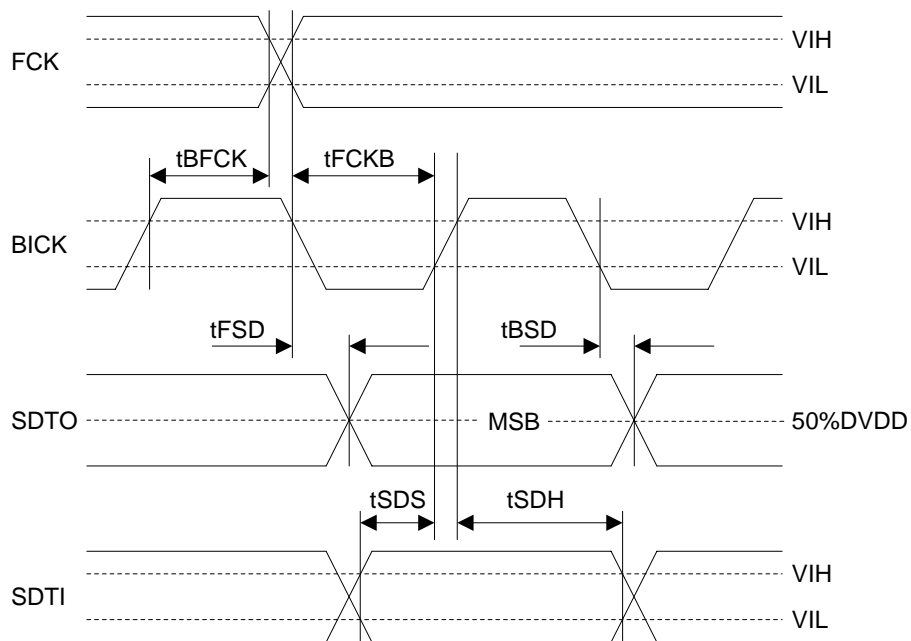 FCK
VIH
VIL
tBFCK
tFCKB
BICK
VIH
VIL
tFSD
tBSD
SDTO
MSB
50%DVDD
tSDS
tSDH
SDTI
VIH
VIL